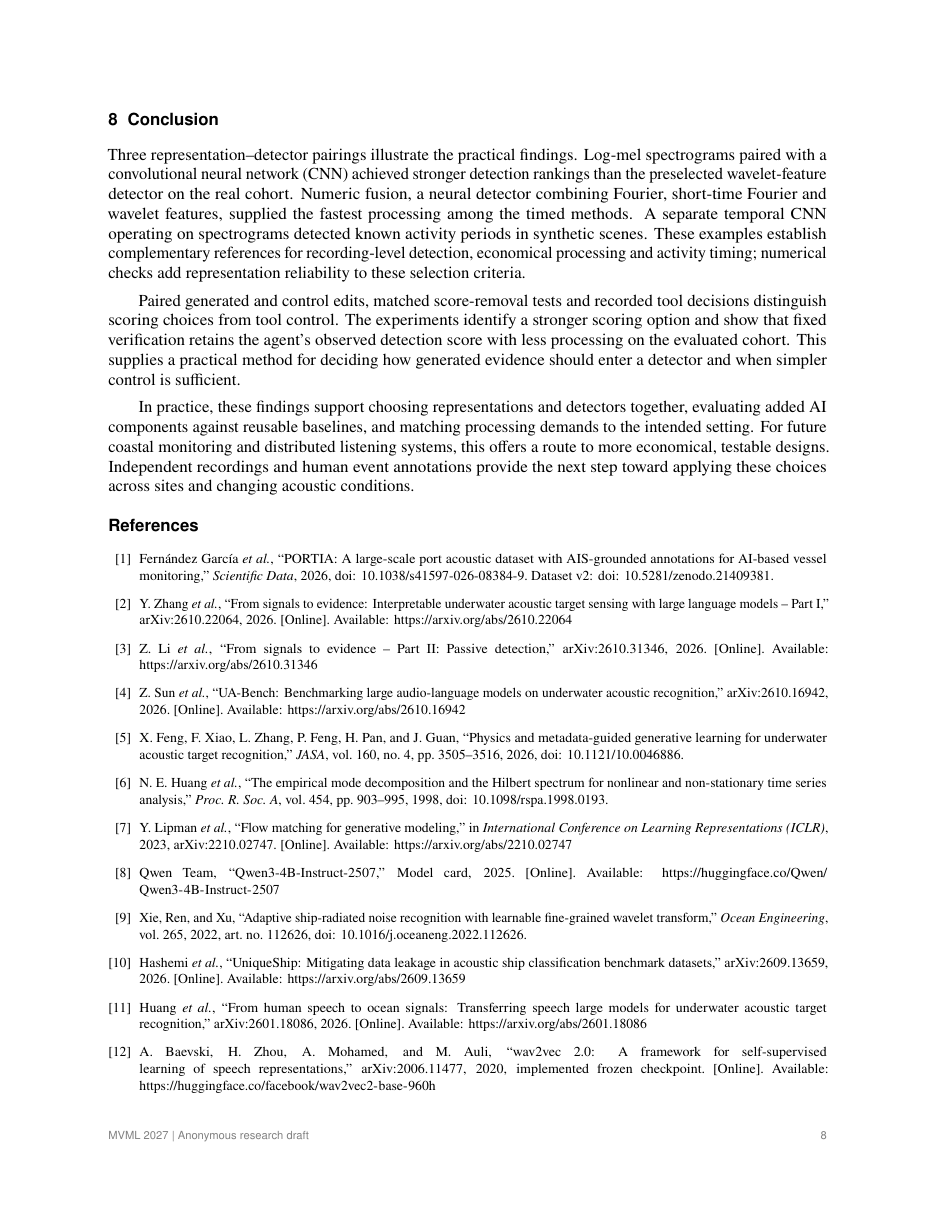 8 Conclusion
Three representation–detector pairings illustrate the practical findings. Log-mel spectrograms paired with a
convolutional neural network (CNN) achieved stronger detection rankings than the preselected wavelet-feature
detector on the real cohort. Numeric fusion, a neural detector combining Fourier, short-time Fourier and
wavelet features, supplied the fastest processing among the timed methods. A separate temporal CNN
operating on spectrograms detected known activity periods in synthetic scenes. These examples establish
complementary references for recording-level detection, economical processing and activity timing; numerical
checks add representation reliability to these selection criteria.
Paired generated and control edits, matched score-removal tests and recorded tool decisions distinguish
scoring choices from tool control. The experiments identify a stronger scoring option and show that fixed
verification retains the agent's observed detection score with less processing on the evaluated cohort. This
supplies a practical method for deciding how generated evidence should enter a detector and when simpler
control is sufficient.
In practice, these findings support choosing representations and detectors together, evaluating added AI
components against reusable baselines, and matching processing demands to the intended setting. For future
coastal monitoring and distributed listening systems, this offers a route to more economical, testable designs.
Independent recordings and human event annotations provide the next step toward applying these choices
across sites and changing acoustic conditions.
References
[1] Fernández García et al., “PORTIA: A large-scale port acoustic dataset with AIS-grounded annotations for AI-based vessel
monitoring,” Scientific Data, 2026, doi: 10.1038/s41597-026-08384-9. Dataset v2: doi: 10.5281/zenodo.21409381.
[2] Y. Zhang et al., “From signals to evidence: Interpretable underwater acoustic target sensing with large language models – Part I,”
arXiv:2610.22064, 2026. [Online]. Available: https://arxiv.org/abs/2610.22064
[3] Z. Li et al., “From signals to evidence – Part II: Passive detection,” arXiv:2610.31346, 2026. [Online]. Available:
https://arxiv.org/abs/2610.31346
[4] Z. Sun et al., “UA-Bench: Benchmarking large audio-language models on underwater acoustic recognition,” arXiv:2610.16942,
2026. [Online]. Available: https://arxiv.org/abs/2610.16942
[5] X. Feng, F. Xiao, L. Zhang, P. Feng, H. Pan, and J. Guan, “Physics and metadata-guided generative learning for underwater
acoustic target recognition,” JASA, vol. 160, no. 4, pp. 3505–3516, 2026, doi: 10.1121/10.0046886.
[6] N. E. Huang et al., “The empirical mode decomposition and the Hilbert spectrum for nonlinear and non-stationary time series
analysis,” Proc. R. Soc. A, vol. 454, pp. 903–995, 1998, doi: 10.1098/rspa.1998.0193.
[7] Y. Lipman et al., “Flow matching for generative modeling,” in International Conference on Learning Representations (ICLR),
2023, arXiv:2210.02747. [Online]. Available: https://arxiv.org/abs/2210.02747
[8] Qwen Team, “Qwen3-4B-Instruct-2507,” Model card, 2025. [Online]. Available: https://huggingface.co/Qwen/
Qwen3-4B-Instruct-2507
[9] Xie, Ren, and Xu, “Adaptive ship-radiated noise recognition with learnable fine-grained wavelet transform,” Ocean Engineering,
vol. 265, 2022, art. no. 112626, doi: 10.1016/j.oceaneng.2022.112626.
[10] Hashemi et al., “UniqueShip: Mitigating data leakage in acoustic ship classification benchmark datasets,” arXiv:2609.13659,
2026. [Online]. Available: https://arxiv.org/abs/2609.13659
[11] Huang et al., “From human speech to ocean signals: Transferring speech large models for underwater acoustic target
recognition,” arXiv:2601.18086, 2026. [Online]. Available: https://arxiv.org/abs/2601.18086
[12] A. Baevski, H. Zhou, A. Mohamed, and M. Auli, “wav2vec 2.0: A framework for self-supervised
learning of speech representations,” arXiv:2006.11477, 2020, implemented frozen checkpoint. [Online]. Available:
https://huggingface.co/facebook/wav2vec2-base-960h
MVML 2027 | Anonymous research draft 8